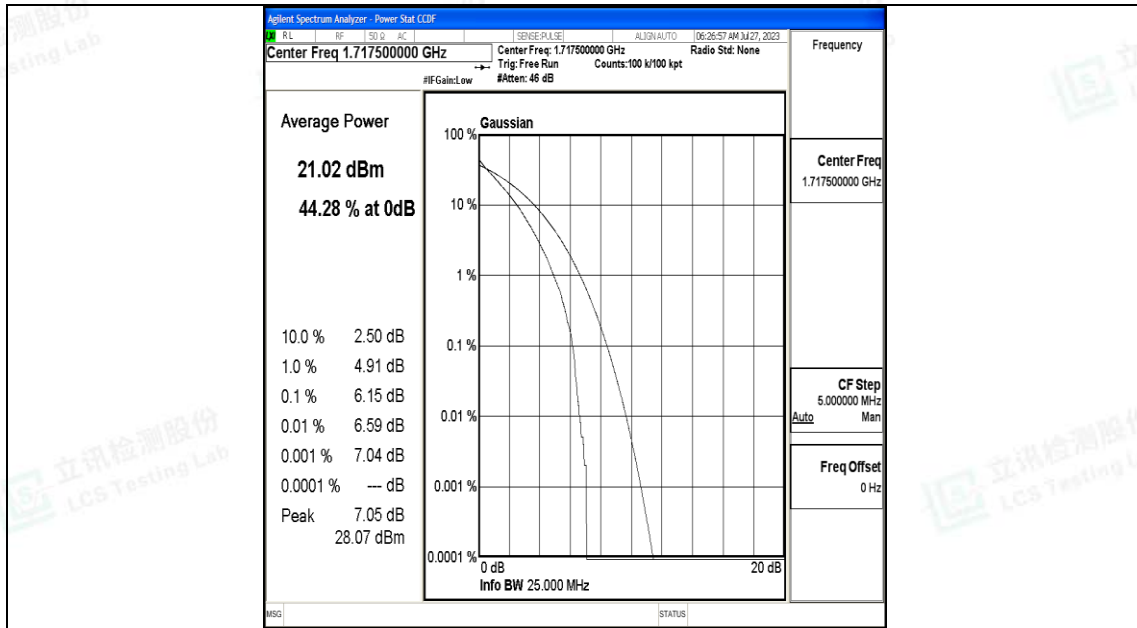 Agilent Spectrum Analyzer - Power Stat CCDF
RL RF 50 Ω AC SENSE:PULSE ALIGN AUTO 06:26:57 AM Jul 27, 2023
Center Freq 1.717500000 GHz
Center Freq: 1.717500000 GHz Radio Std: None
Trig: Free Run Counts:100 k/100 kpt
#IFGain:Low #Atten: 46 dB
Frequency
Average Power
21.02 dBm
44.28 % at 0dB
10.0 % 2.50 dB
1.0 % 4.91 dB
0.1 % 6.15 dB
0.01 % 6.59 dB
0.001 % 7.04 dB
0.0001 % --- dB
Peak 7.05 dB
28.07 dBm
Gaussian
100 %
10 %
1 %
0.1 %
0.01 %
0.001 %
0.0001 %
0 dB 20 dB
Info BW 25.000 MHz
Center Freq
1.717500000 GHz
CF Step
5.000000 MHz
Auto Man
Freq Offset
0 Hz
MSG STATUS
立讯检测股份
LCS Testing Lab
立讯检测股份